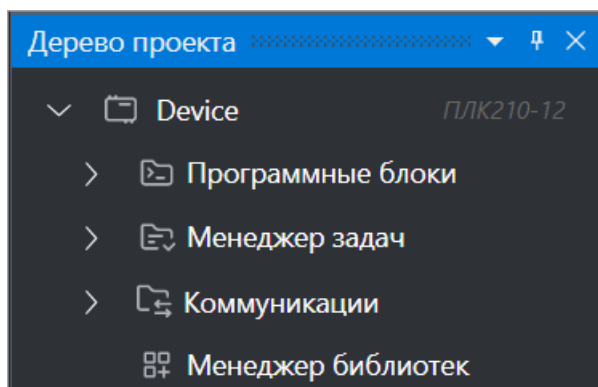 Дерево проекта
Device ПЛК210-12
Программные блоки
Менеджер задач
Коммуникации
Менеджер библиотек